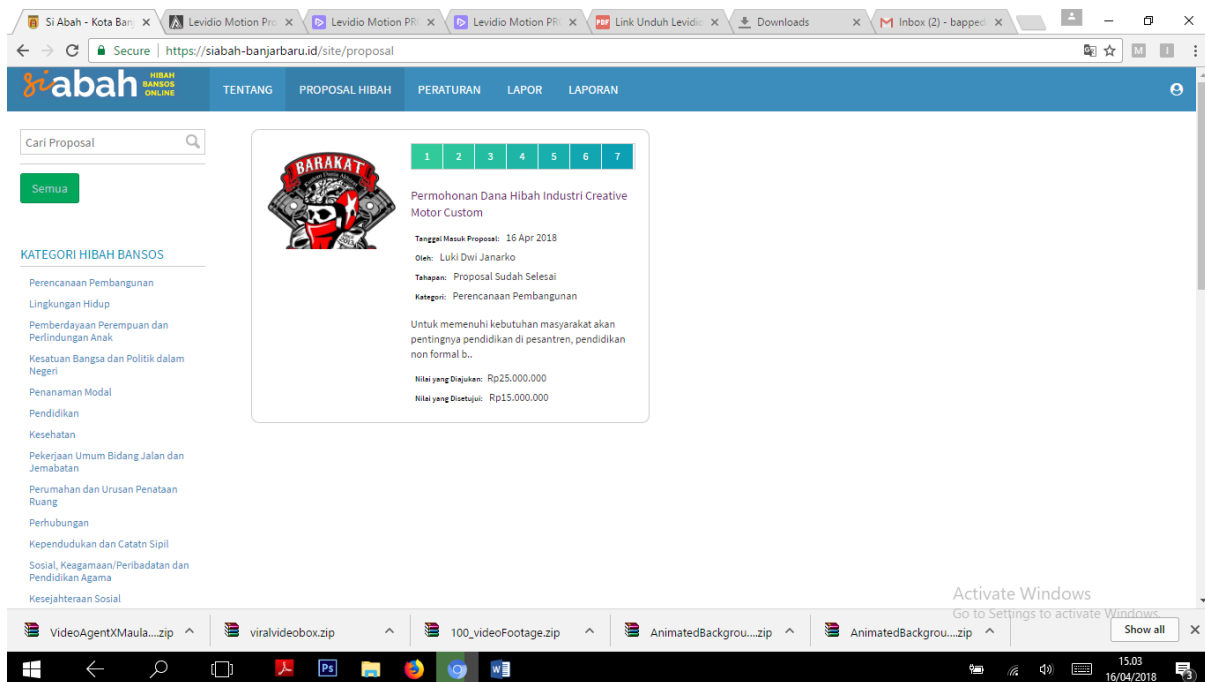 Si Abah - Kota Banj
Levidio Motion Pro
Levidio Motion PR
Levidio Motion PR
Link Unduh Levidio
Downloads
Inbox (2) - bapped
Secure | https://siabah-banjarbaru.id/site/proposal
siabah HIBAH BANSOS ONLINE
TENTANG PROPOSAL HIBAH PERATURAN LAPOR LAPORAN
Cari Proposal
Semua
KATEGORI HIBAH BANSOS
Perencanaan Pembangunan
Lingkungan Hidup
Pemberdayaan Perempuan dan
Perlindungan Anak
Kesatuan Bangsa dan Politik dalam
Negeri
Penanaman Modal
Pendidikan
Kesehatan
Pekerjaan Umum Bidang Jalan dan
Jemabatan
Perumahan dan Urusan Penataan
Ruang
Perhubungan
Kependudukan dan Catatn Sipil
Sosial, Keagamaan/Peribadatan dan
Pendidikan Agama
Kesejahteraan Sosial
BARAKAT
1 2 3 4 5 6 7
Permohonan Dana Hibah Industri Creative
Motor Custom
Tanggal Masuk Proposal: 16 Apr 2018
Oleh: Luki Dwi Janarko
Tahapan: Proposal Sudah Selesai
Kategori: Perencanaan Pembangunan
Untuk memenuhi kebutuhan masyarakat akan
pentingnya pendidikan di pesantren, pendidikan
non formal b..
Nilai yang Diajukan: Rp25.000.000
Nilai yang Disetujui: Rp15.000.000
Activate Windows
Go to Settings to activate Windows.
VideoAgentXMaula....zip
viralvideobox.zip
100_videoFootage.zip
AnimatedBackgrou....zip
AnimatedBackgrou....zip
Show all
15.03
16/04/2018